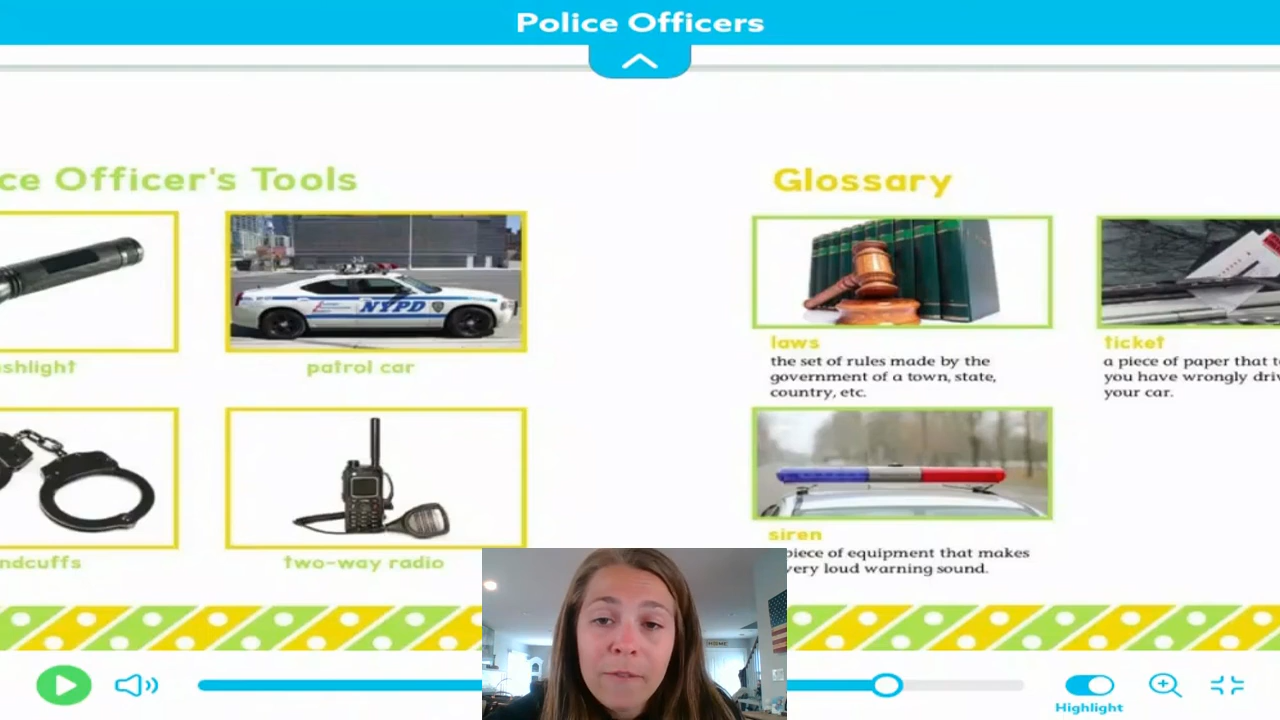 Police Officers
ce Officer's Tools
NYPD
shlight
patrol car
ndcuffs
two-way radio
Glossary
laws
the set of rules made by the
government of a town, state,
country, etc.
ticket
a piece of paper that t
you have wrongly driv
your car.
siren
piece of equipment that makes
very loud warning sound.
HOME
Highlight